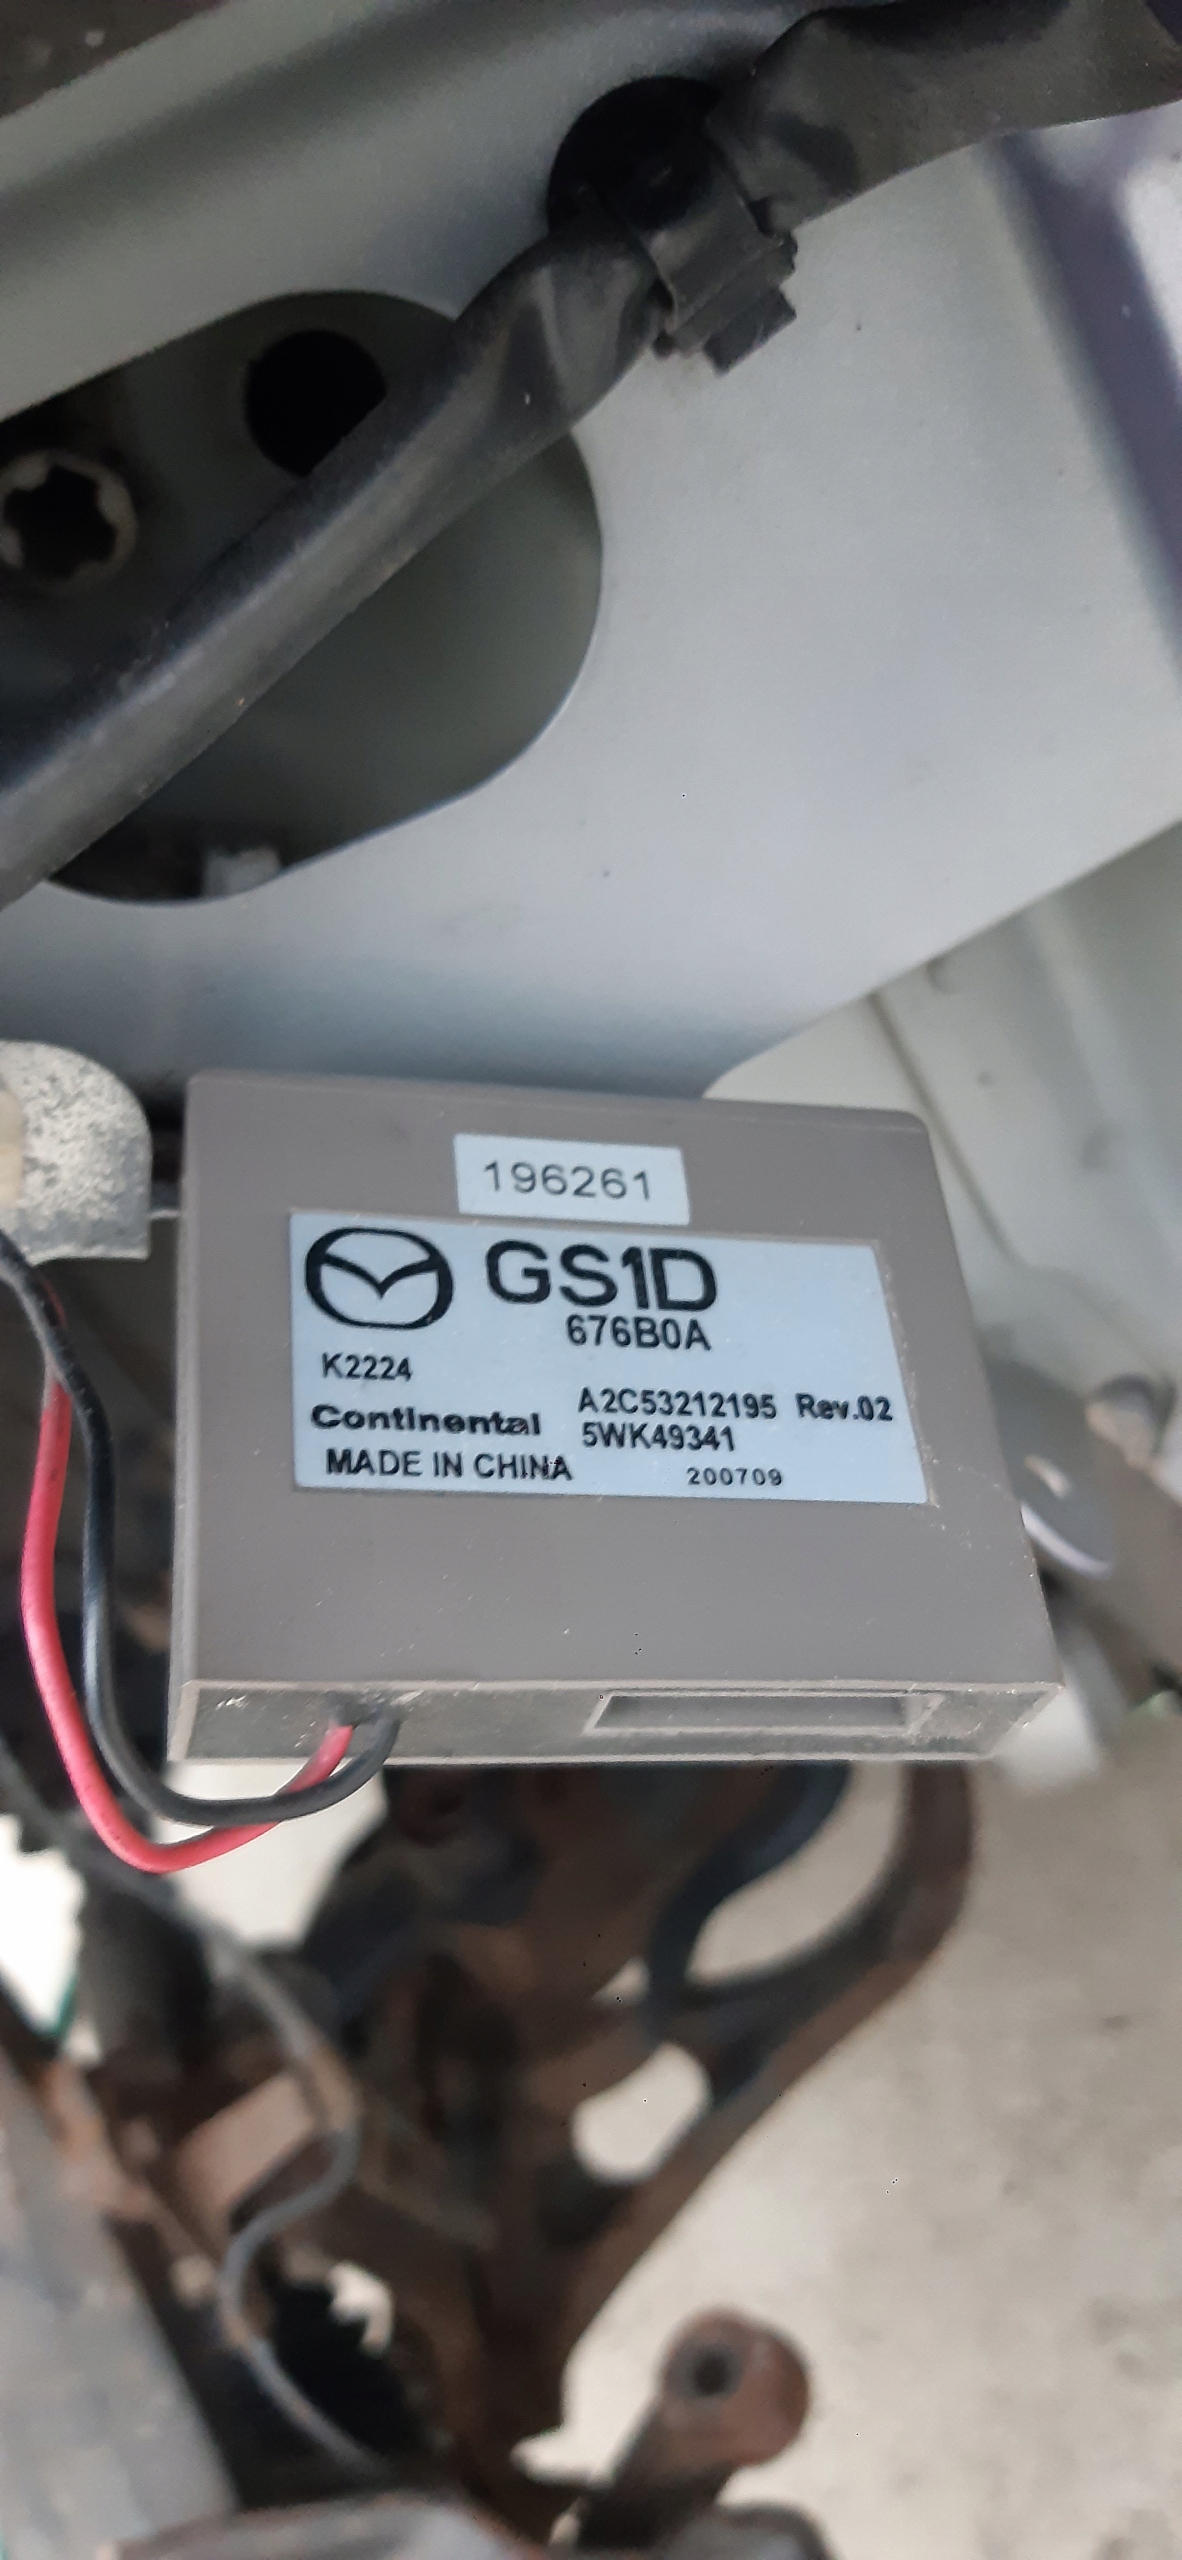 196261
GS1D
676B0A
K2224
Continental A2C53212195 Rev.02
5WK49341
MADE IN CHINA 200709